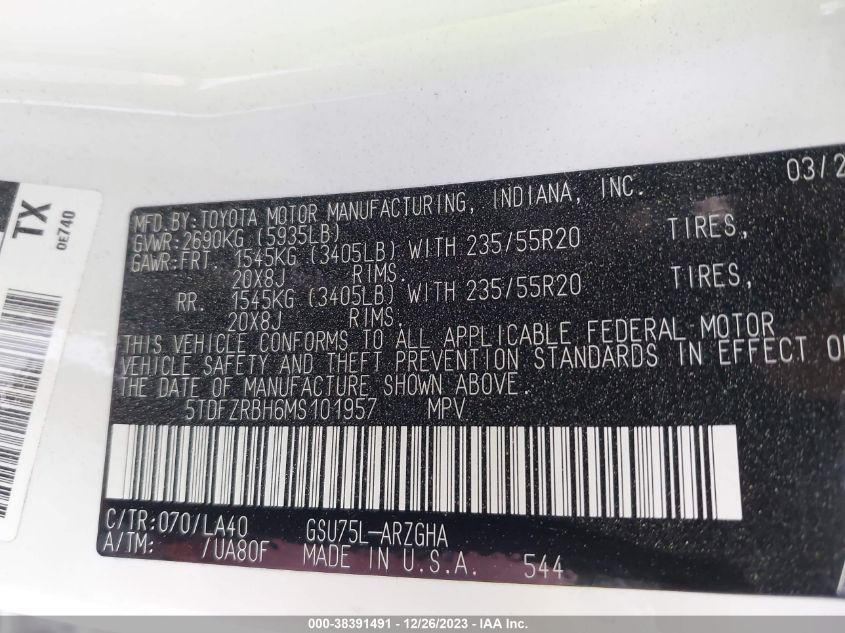 TX
0E740
03/2
MFD.BY:TOYOTA MOTOR MANUFACTURING, INDIANA, INC.
GVWR:2690KG (5935LB)
GAWR:FRT. 1545KG (3405LB) WITH 235/55R20 TIRES,
20X8J RIMS.
RR. 1545KG (3405LB) WITH 235/55R20 TIRES,
20X8J RIMS.
THIS VEHICLE CONFORMS TO ALL APPLICABLE FEDERAL MOTOR
VEHICLE SAFETY AND THEFT PREVENTION STANDARDS IN EFFECT O
THE DATE OF MANUFACTURE SHOWN ABOVE.
5TDFZRBH6MS101957 MPV
C/TR:070/LA40 GSU75L-ARZGHA
A/TM: /UA80F MADE IN U.S.A. 544
000-38391491 - 12/26/2023 - IAA Inc.